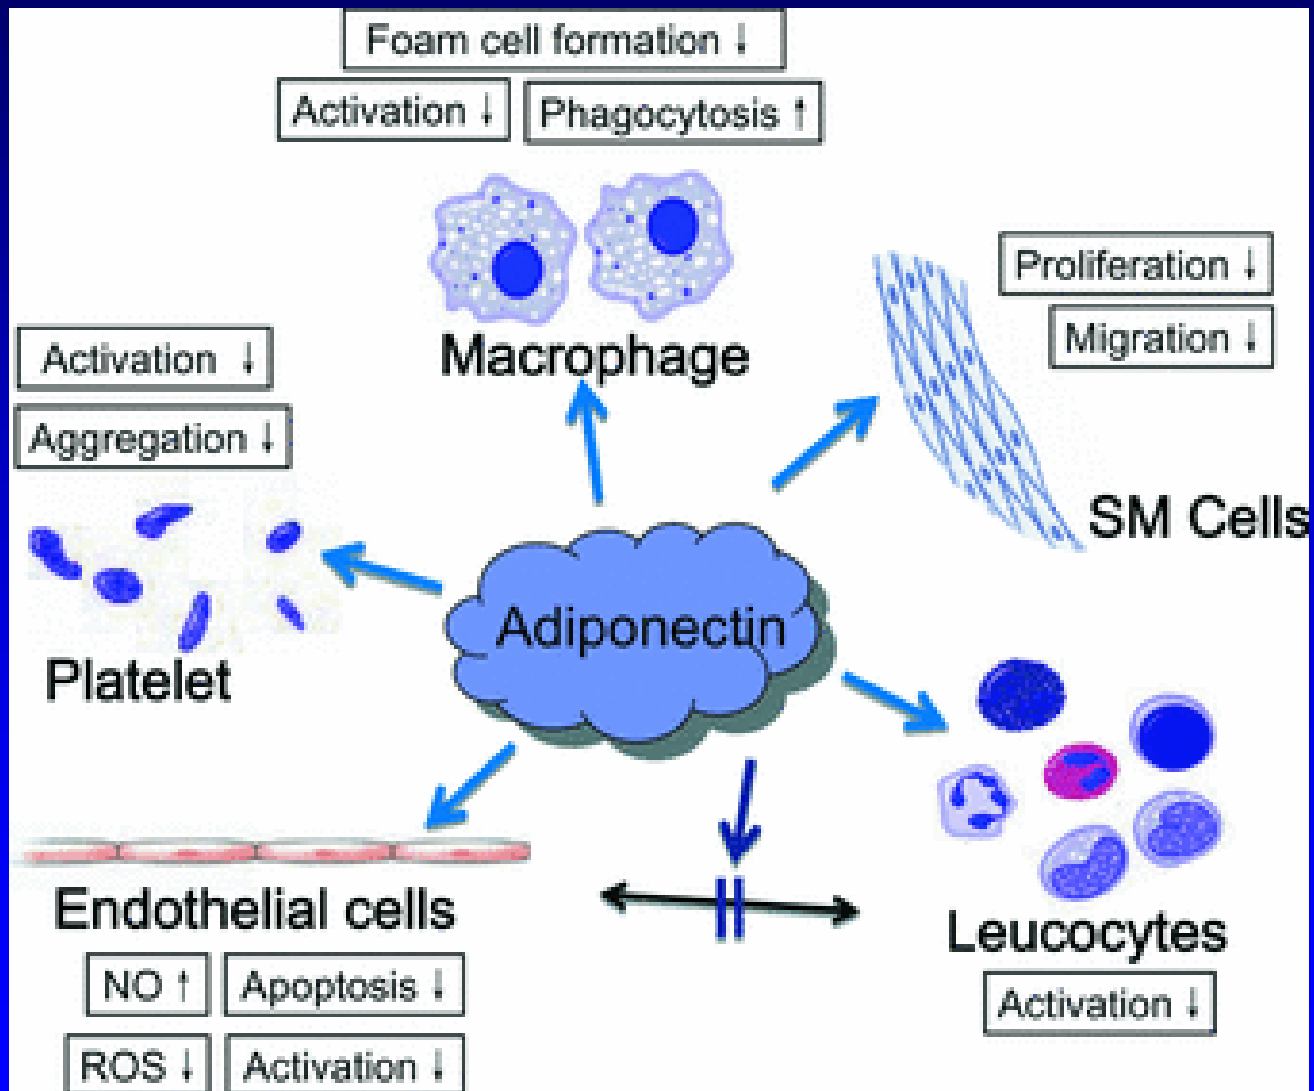 Foam cell formation ↓
Activation ↓
Phagocytosis ↑
Macrophage
Proliferation ↓
Migration ↓
SM Cells
Activation ↓
Aggregation ↓
Platelet
Adiponectin
Endothelial cells
NO ↑
Apoptosis ↓
ROS ↓
Activation ↓
Leucocytes
Activation ↓